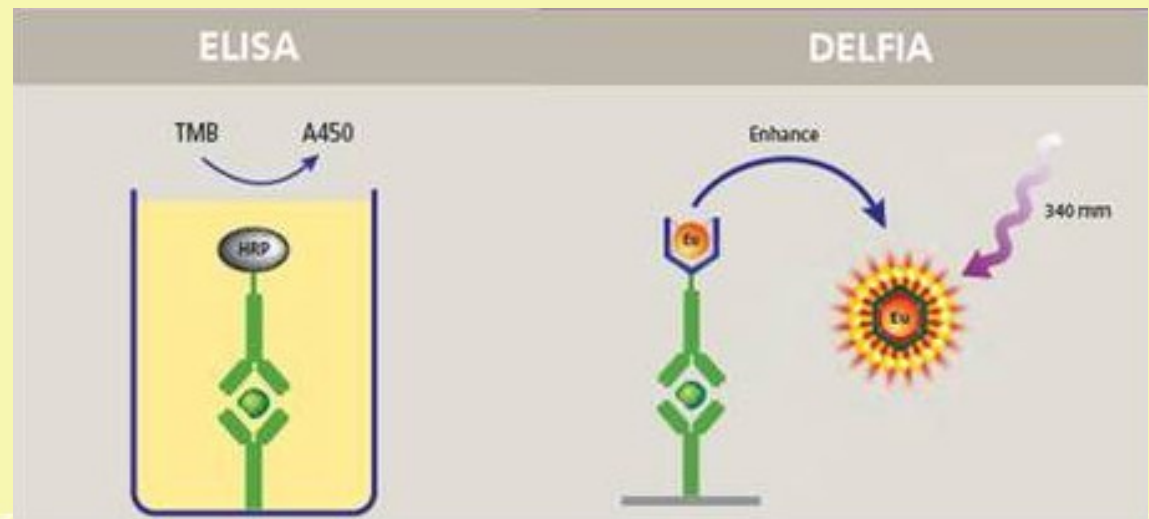 ELISA
DELFIA
TMB
A450
Enhance
340 mm
HRP
Eu
Eu